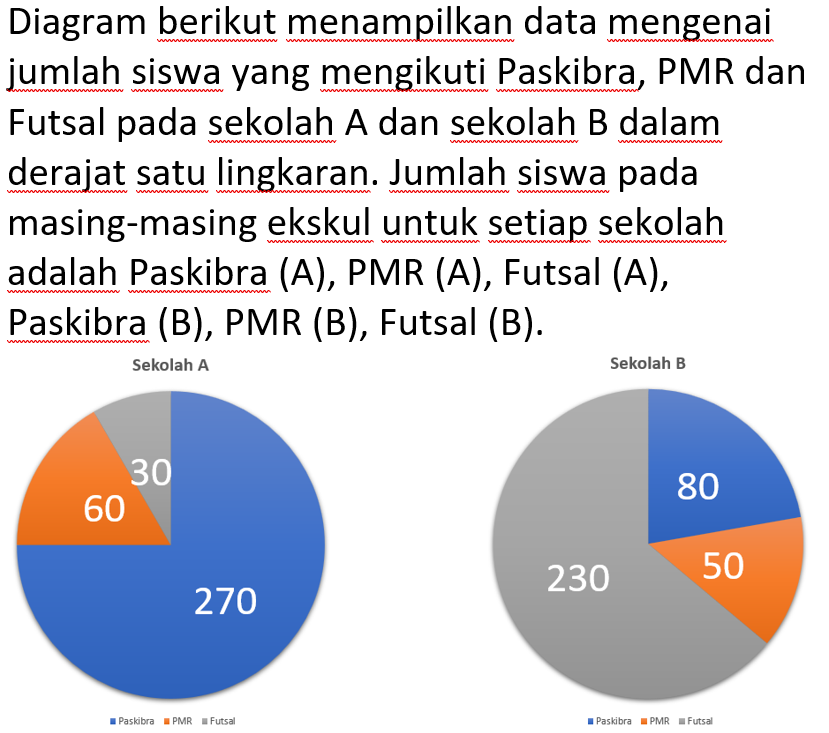 Diagram berikut menampilkan data mengenai
jumlah siswa yang mengikuti Paskibra, PMR dan
Futsal pada sekolah A dan sekolah B dalam
derajat satu lingkaran. Jumlah siswa pada
masing-masing ekskul untuk setiap sekolah
adalah Paskibra (A), PMR (A), Futsal (A),
Paskibra (B), PMR (B), Futsal (B).
Sekolah A
30
60
270
Paskibra PMR Futsal
Sekolah B
80
50
230
Paskibra PMR Futsal